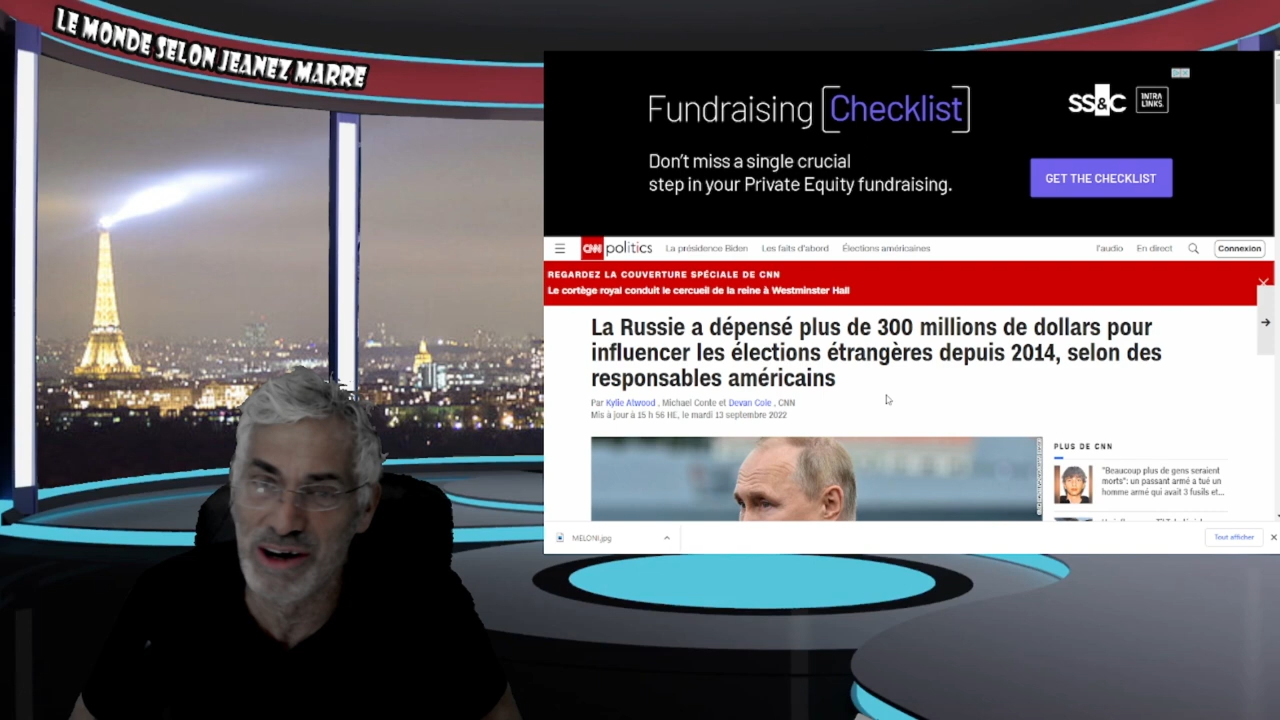 LE MONDE SELON JEANEZ MARRE
Fundraising [Checklist]
Don't miss a single crucial
step in your Private Equity fundraising.
SS&C
INTRA
LINKS
GET THE CHECKLIST
CNN politics La présidence Biden Les faits d'abord Élections américaines l'audio En direct Connexion
REGARDEZ LA COUVERTURE SPÉCIALE DE CNN
Le cortège royal conduit le cercueil de la reine à Westminster Hall
La Russie a dépensé plus de 300 millions de dollars pour
influencer les élections étrangères depuis 2014, selon des
responsables américains
Par Kylie Atwood , Michael Conte et Devan Cole , CNN
Mis à jour à 15 h 56 HE, le mardi 13 septembre 2022
PLUS DE CNN
"Beaucoup plus de gens seraient
morts": un passant armé a tué un
homme armé qui avait 3 fusils et...
MELONI.jpg
Tout afficher